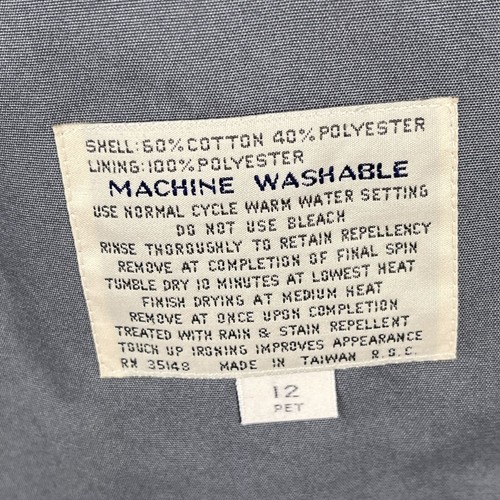 SHELL: 60% COTTON 40% POLYESTER
LINING: 100% POLYESTER
MACHINE WASHABLE
USE NORMAL CYCLE WARM WATER SETTING
DO NOT USE BLEACH
RINSE THOROUGHLY TO RETAIN REPELLENCY
REMOVE AT COMPLETION OF FINAL SPIN
TUMBLE DRY 10 MINUTES AT LOWEST HEAT
FINISH DRYING AT MEDIUM HEAT
REMOVE AT ONCE UPON COMPLETION
TREATED WITH RAIN & STAIN REPELLENT
TOUCH UP IRONING IMPROVES APPEARANCE
RN 35148 MADE IN TAIWAN R.O.C.
12
PET